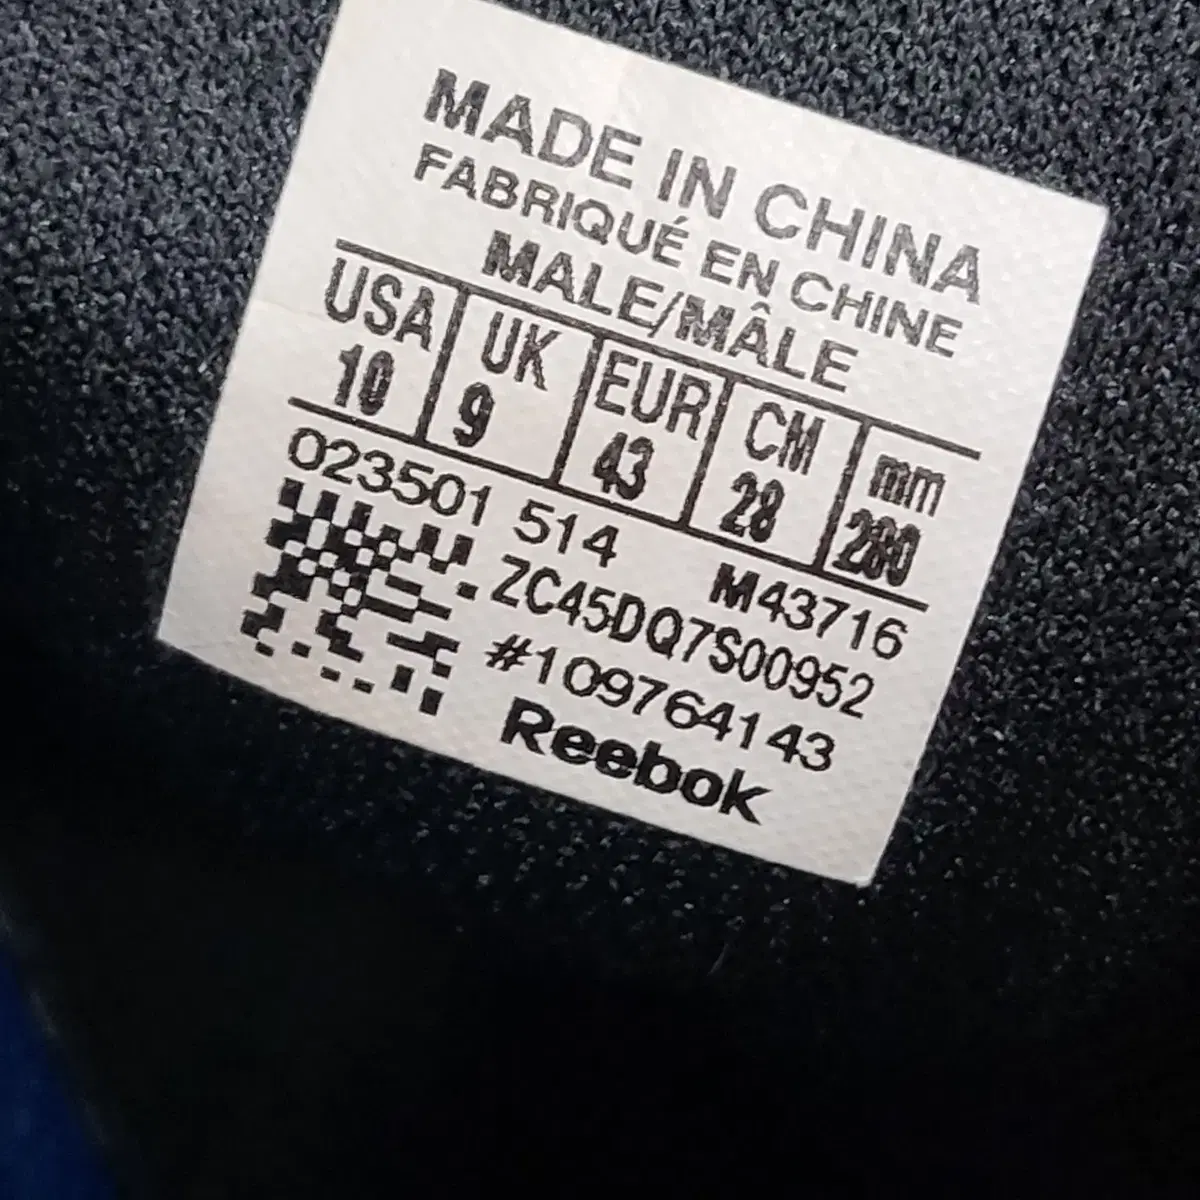 MADE IN CHINA
FABRIQUÉ EN CHINE
MALE/MÂLE
USA UK EUR CM mm
10 9 43 28 280
023501 514 M43716
ZC45DQ7S00952
#109764143
Reebok